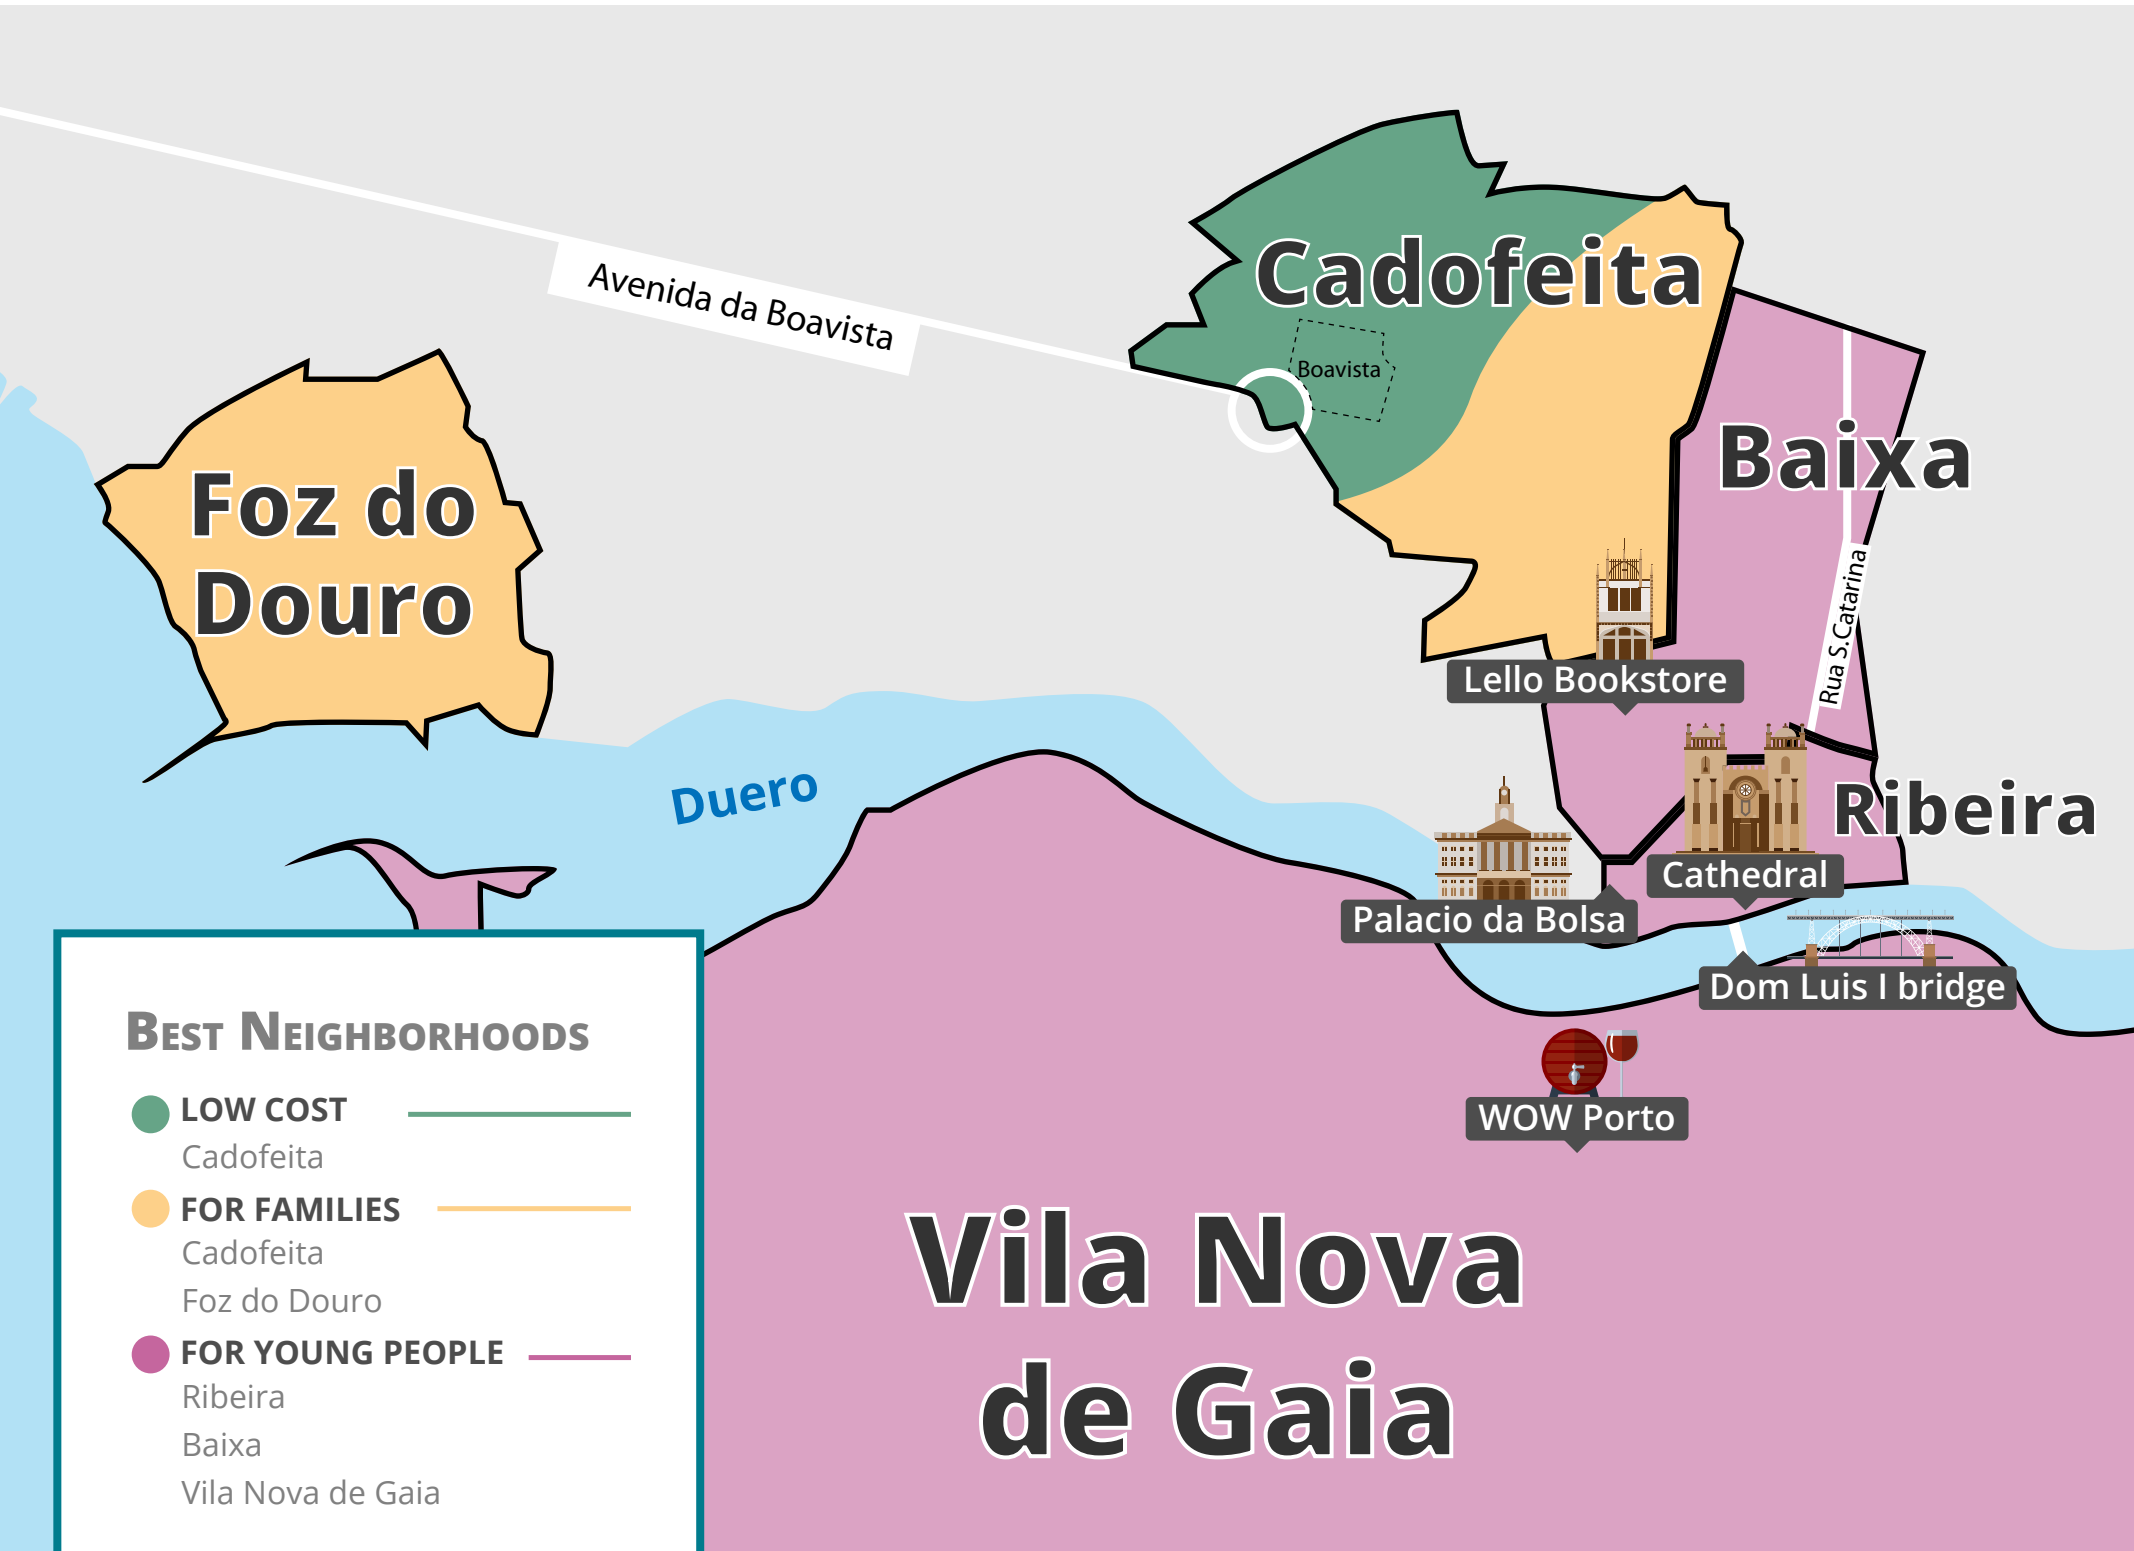 Avenida da Boavista
Cadofeita
Boavista
Baixa
Foz do
Douro
Rua S.Catarina
Lello Bookstore
Duero
Ribeira
Cathedral
Palacio da Bolsa
Dom Luis I bridge
WOW Porto
Vila Nova
de Gaia
BEST NEIGHBORHOODS
LOW COST
Cadofeita
FOR FAMILIES
Cadofeita
Foz do Douro
FOR YOUNG PEOPLE
Ribeira
Baixa
Vila Nova de Gaia